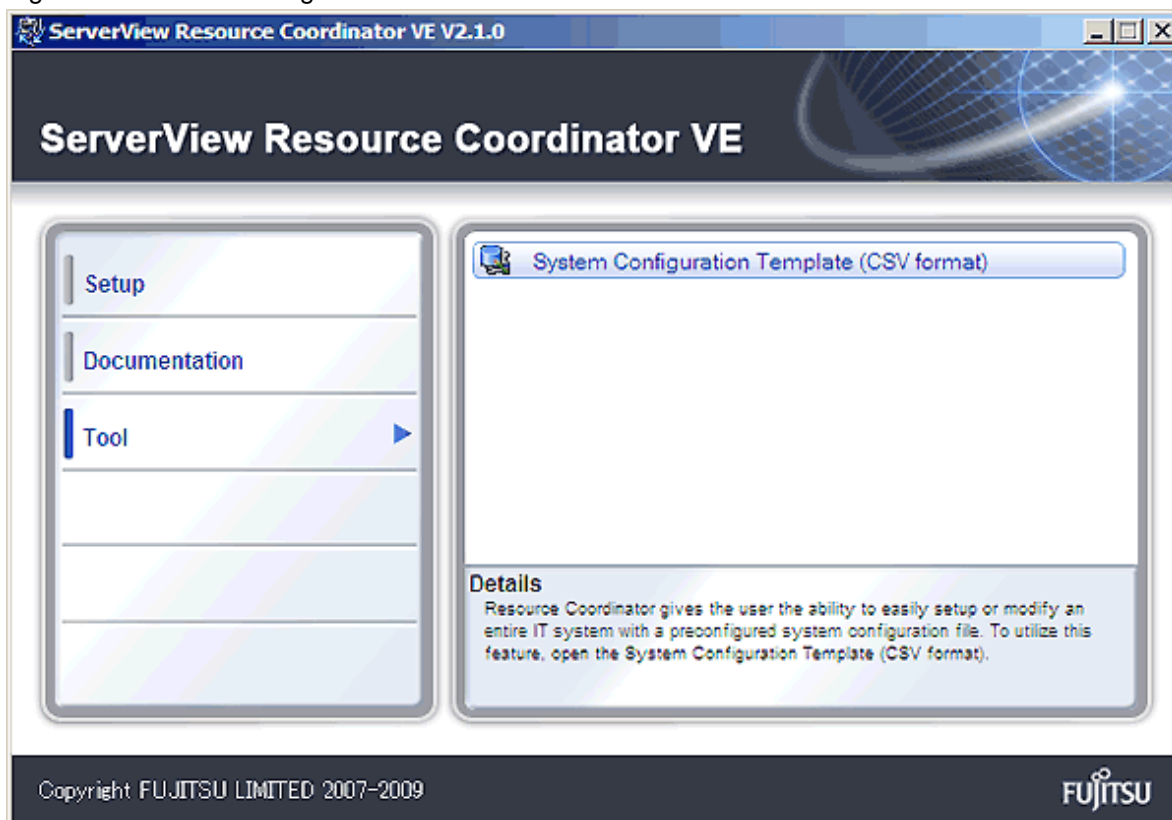 ServerView Resource Coordinator VE V2.1.0
ServerView Resource Coordinator VE
Setup
Documentation
Tool
System Configuration Template (CSV format)
Details
Resource Coordinator gives the user the ability to easily setup or modify an
entire IT system with a preconfigured system configuration file. To utilize this
feature, open the System Configuration Template (CSV format).
Copyright FUJITSU LIMITED 2007-2009
FUJITSU